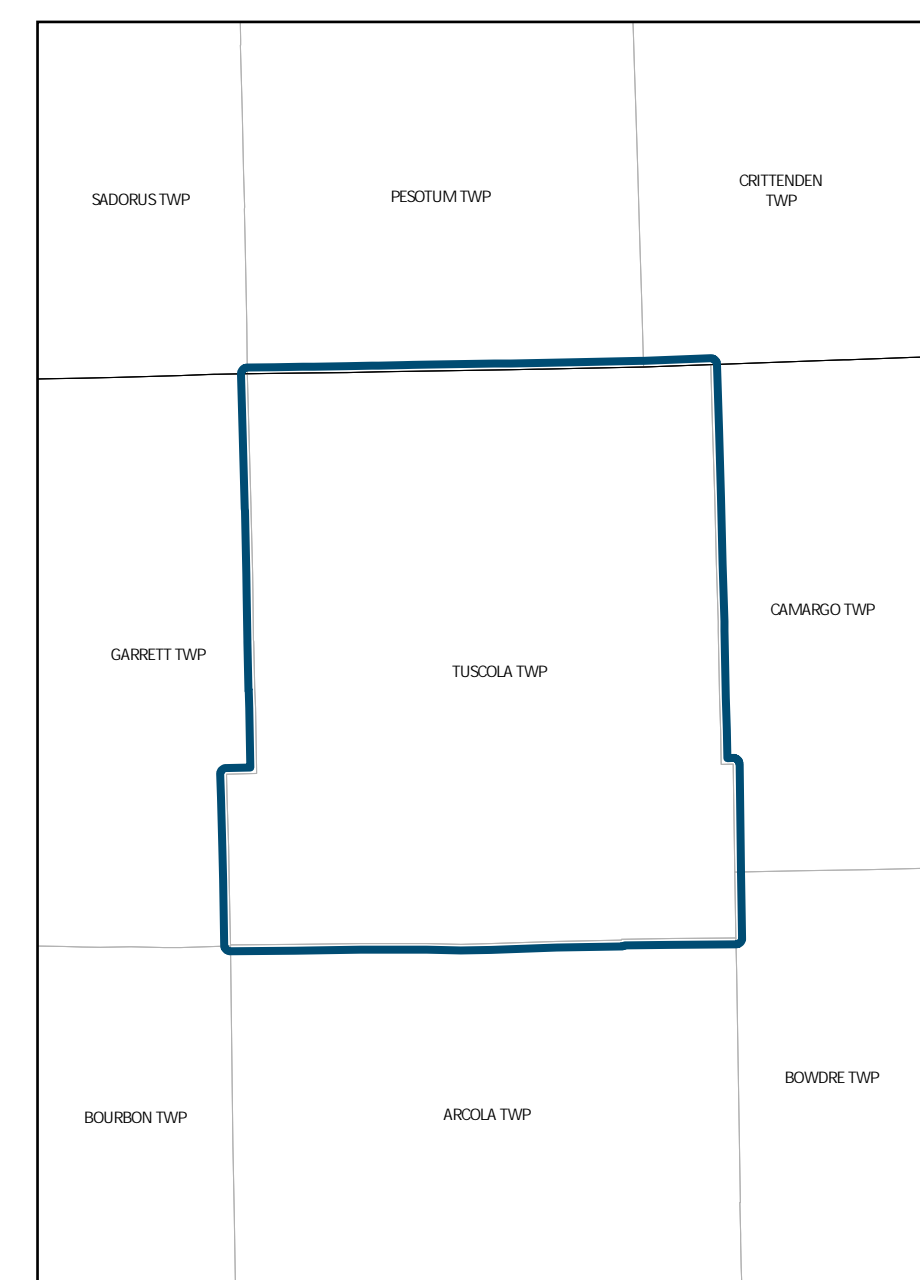 SADORUS TWP
PESOTUM TWP
CRITTENDEN
TWP
GARRETT TWP
TUSCOLA TWP
CAMARGO TWP
BOURBON TWP
ARCOLA TWP
BOWDRE TWP